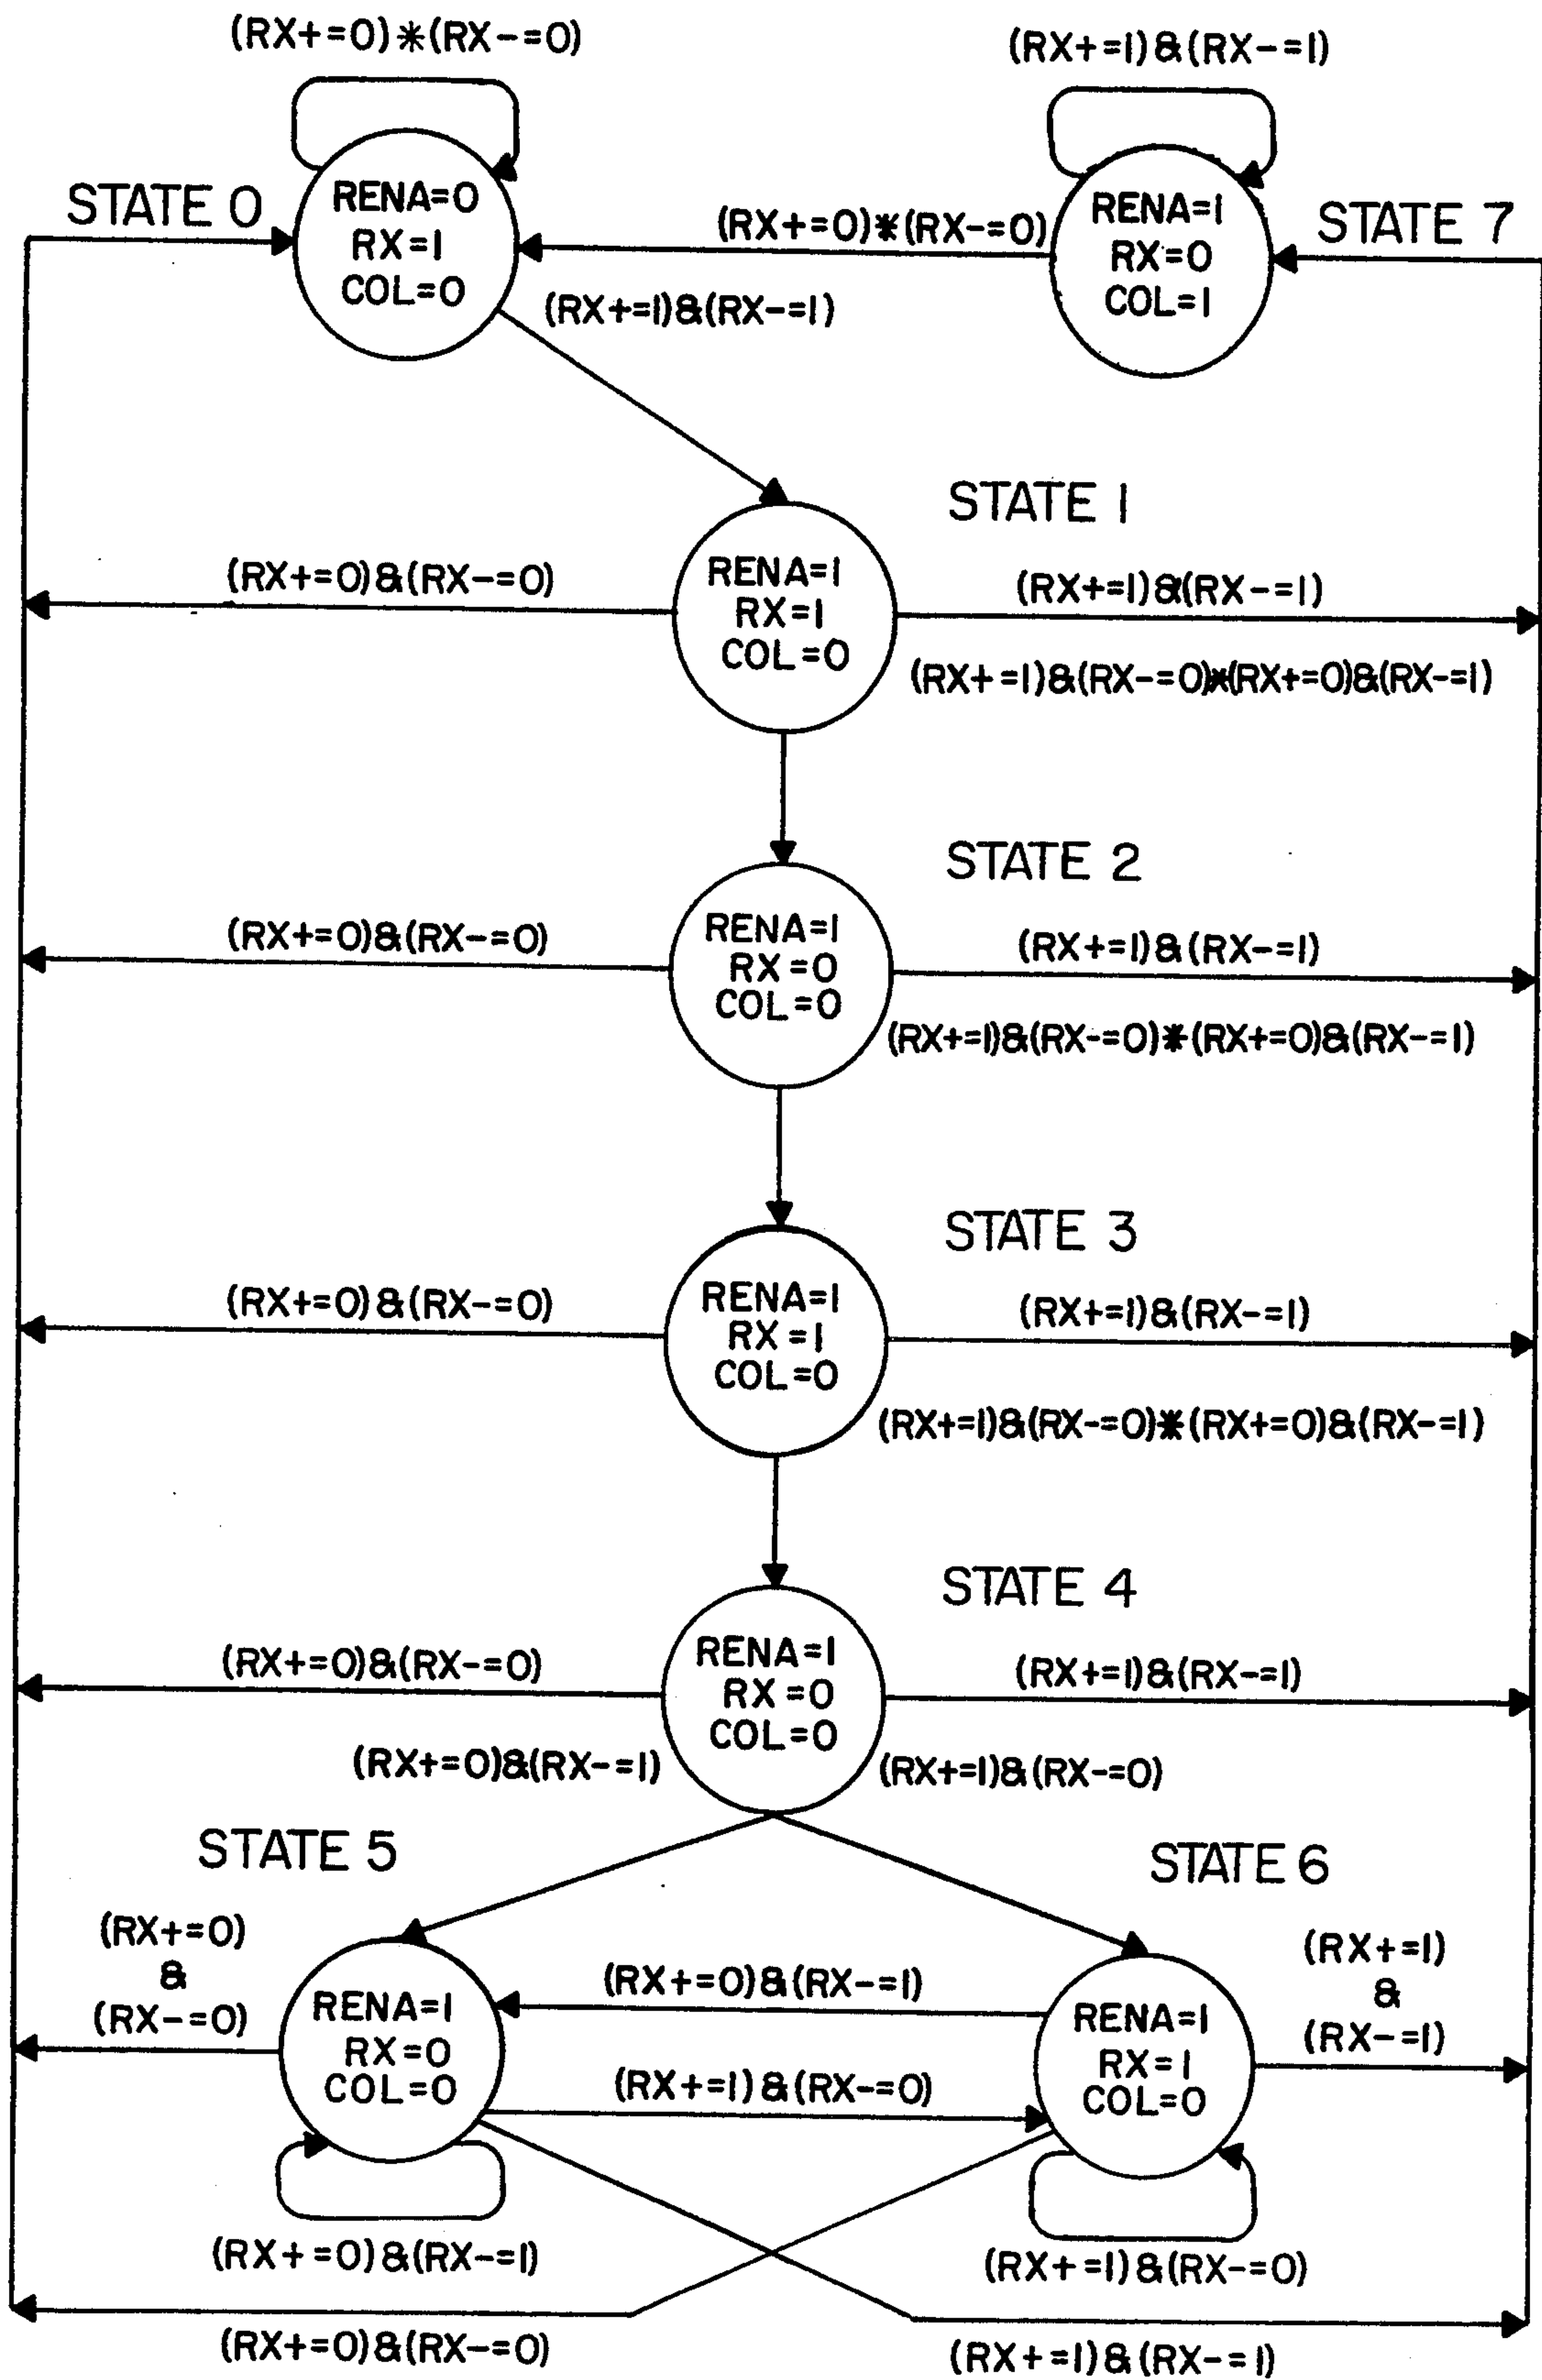 (RX+=0)*(RX-=0)
(RX+=1)&(RX-=1)
STATE 0
RENA=0
RX=1
COL=0
(RX+=0)*(RX-=0)
RENA=1
RX=0
COL=1
STATE 7
(RX+=1)&(RX-=1)
STATE 1
(RX+=0)&(RX-=0)
RENA=1
RX=1
COL=0
(RX+=1)&(RX-=1)
(RX+=1)&(RX-=0)*(RX+=0)&(RX-=1)
STATE 2
(RX+=0)&(RX-=0)
RENA=1
RX=0
COL=0
(RX+=1)&(RX-=1)
(RX+=1)&(RX-=0)*(RX+=0)&(RX-=1)
STATE 3
(RX+=0)&(RX-=0)
RENA=1
RX=1
COL=0
(RX+=1)&(RX-=1)
(RX+=1)&(RX-=0)*(RX+=0)&(RX-=1)
STATE 4
(RX+=0)&(RX-=0)
RENA=1
RX=0
COL=0
(RX+=1)&(RX-=1)
(RX+=0)&(RX-=1)
(RX+=1)&(RX-=0)
STATE 5
STATE 6
(RX+=0)
&
(RX-=0)
RENA=1
RX=0
COL=0
(RX+=0)&(RX-=1)
(RX+=1)&(RX-=0)
RENA=1
RX=1
COL=0
(RX+=1)
&
(RX-=1)
(RX+=0)&(RX-=1)
(RX+=1)&(RX-=0)
(RX+=0)&(RX-=0)
(RX+=1)&(RX-=1)